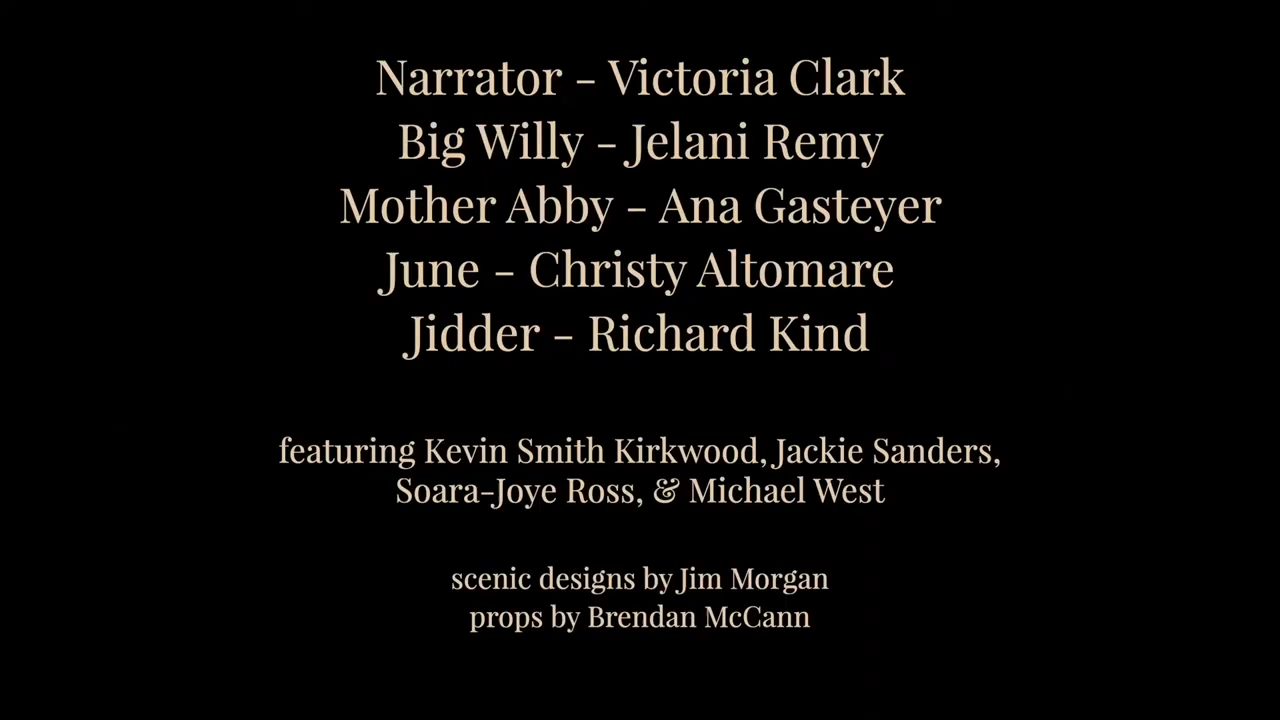 Narrator - Victoria Clark
Big Willy - Jelani Remy
Mother Abby - Ana Gasteyer
June - Christy Altomare
Jidder - Richard Kind
featuring Kevin Smith Kirkwood, Jackie Sanders,
Soara-Joye Ross, & Michael West
scenic designs by Jim Morgan
props by Brendan McCann